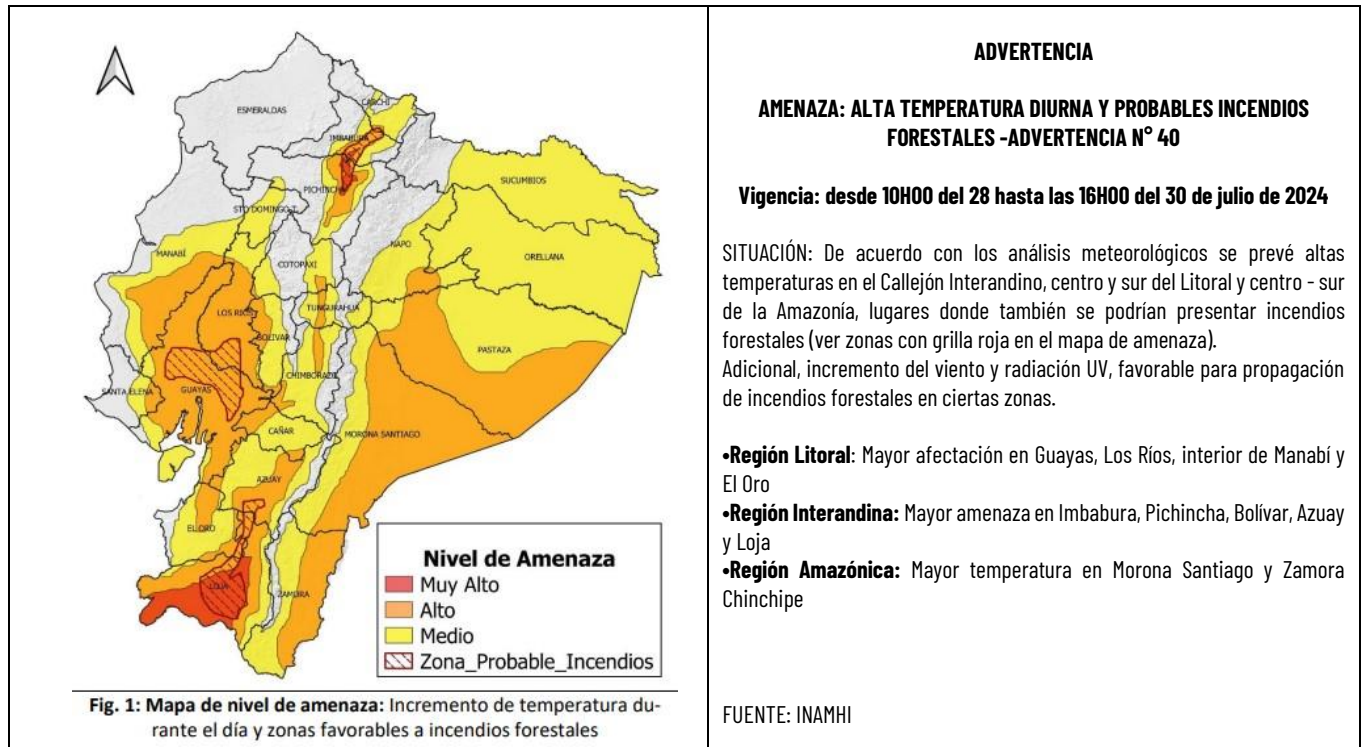 ESMERALDAS
CARCHI
IMBABURA
PICHINCHA
SUCUMBIOS
STO DOMINGO T.
MANABÍ
NAPO
ORELLANA
COTOPAXI
LOS RIOS
TUNGURAHUA
BOLIVAR
PASTAZA
CHIMBORAZO
SANTA ELENA
GUAYAS
CAÑAR
MORONA SANTIAGO
AZUAY
EL ORO
LOJA
ZAMORA
Nivel de Amenaza
Muy Alto
Alto
Medio
Zona_Probable_Incendios
Fig. 1: Mapa de nivel de amenaza: Incremento de temperatura du-
rante el día y zonas favorables a incendios forestales
ADVERTENCIA
AMENAZA: ALTA TEMPERATURA DIURNA Y PROBABLES INCENDIOS
FORESTALES -ADVERTENCIA N° 40
Vigencia: desde 10H00 del 28 hasta las 16H00 del 30 de julio de 2024
SITUACIÓN: De acuerdo con los análisis meteorológicos se prevé altas
temperaturas en el Callejón Interandino, centro y sur del Litoral y centro - sur
de la Amazonía, lugares donde también se podrían presentar incendios
forestales (ver zonas con grilla roja en el mapa de amenaza).
Adicional, incremento del viento y radiación UV, favorable para propagación
de incendios forestales en ciertas zonas.
•Región Litoral: Mayor afectación en Guayas, Los Ríos, interior de Manabí y
El Oro
•Región Interandina: Mayor amenaza en Imbabura, Pichincha, Bolívar, Azuay
y Loja
•Región Amazónica: Mayor temperatura en Morona Santiago y Zamora
Chinchipe
FUENTE: INAMHI